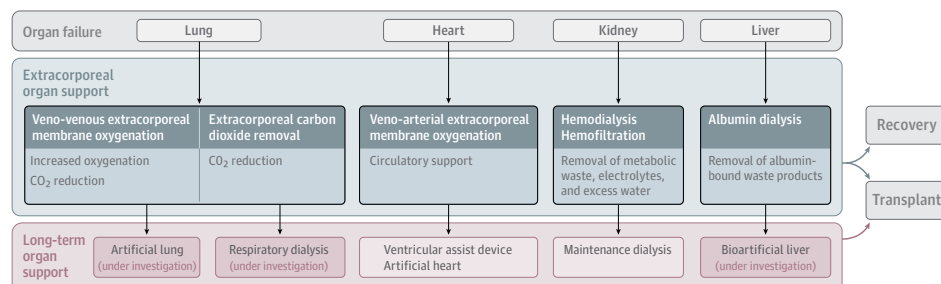 Organ failure
Lung
Heart
Kidney
Liver
Extracorporeal
organ support
Veno-venous extracorporeal
membrane oxygenation
Increased oxygenation
CO₂ reduction
Extracorporeal carbon
dioxide removal
CO₂ reduction
Veno-arterial extracorporeal
membrane oxygenation
Circulatory support
Hemodialysis
Hemofiltration
Removal of metabolic
waste, electrolytes,
and excess water
Albumin dialysis
Removal of albumin-
bound waste products
Recovery
Transplant
Long-term
organ
support
Artificial lung
(under investigation)
Respiratory dialysis
(under investigation)
Ventricular assist device
Artificial heart
Maintenance dialysis
Bioartificial liver
(under investigation)